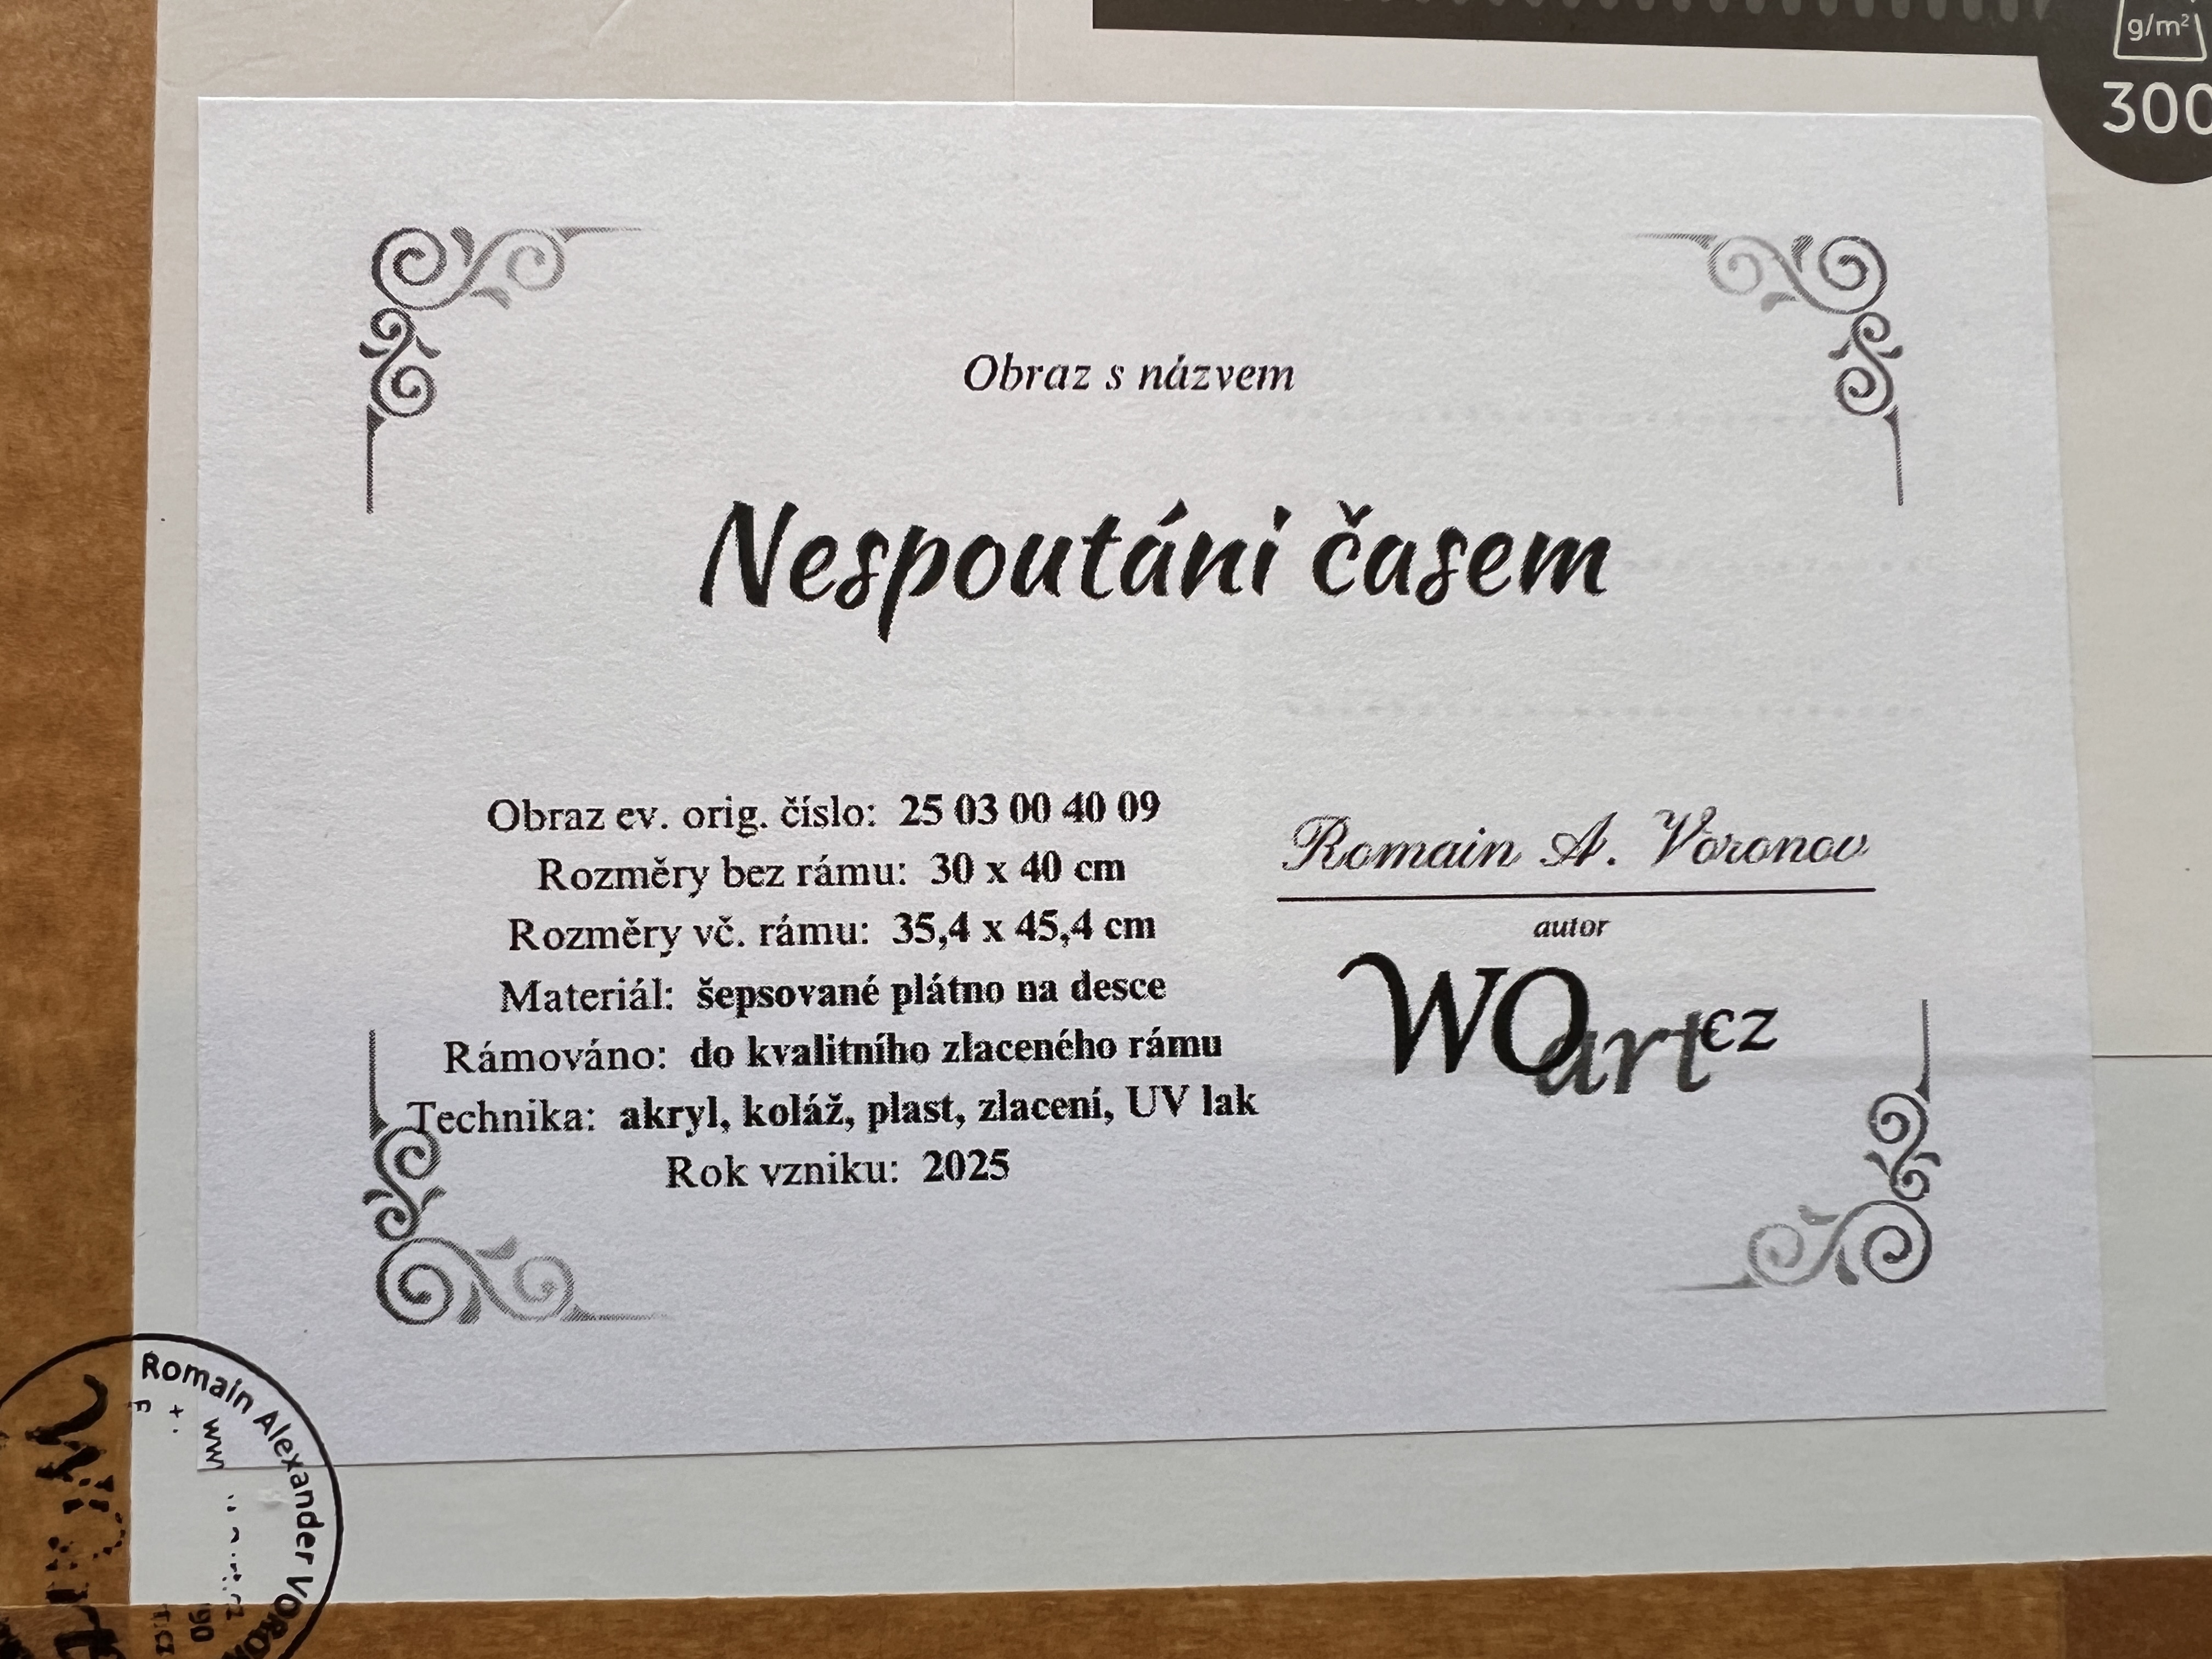 g/m²
300
Obraz s názvem
Nespoutáni časem
Obraz ev. orig. číslo: 25 03 00 40 09
Rozměry bez rámu: 30 x 40 cm
Rozměry vč. rámu: 35,4 x 45,4 cm
Materiál: šepsované plátno na desce
Rámováno: do kvalitního zlaceného rámu
Technika: akryl, koláž, plast, zlacení, UV lak
Rok vzniku: 2025
Romain A. Voronov
autor
WOart cz
Romain Alexander